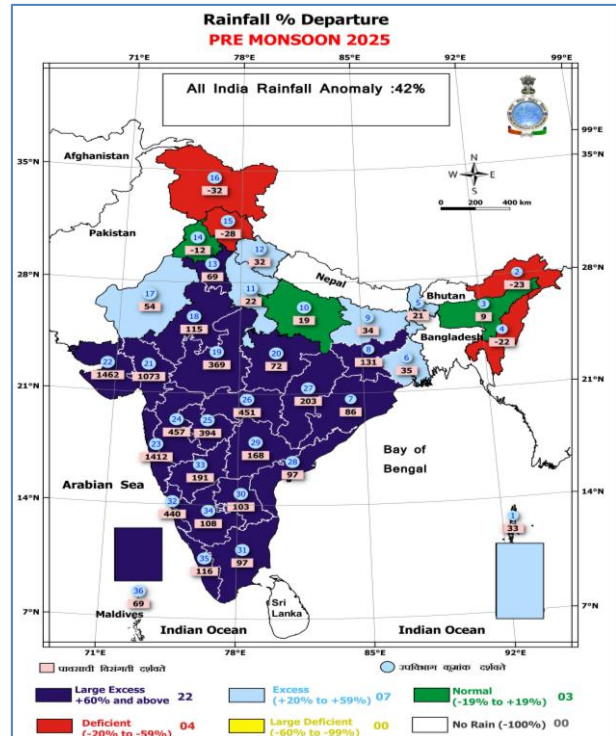 Rainfall % Departure
PRE MONSOON 2025
71°E 78°E 85°E 92°E 99°E
All India Rainfall Anomaly :42%
99°E
35°N 35°N
Afghanistan
N
W E
S
0 200 400 km
Pakistan
28°N 28°N
Nepal
Bhutan
Bangladesh
16
-32
15
-28
14
-12
12
32
13
69
2
-23
17
54
11
22
10
19
9
34
5
21
3
9
4
-22
18
115
8
131
6
35
22
1462
21
1073
19
369
20
72
21°N 21°N
27
203
7
86
26
451
24
457
25
394
23
1412
29
168
28
97
33
191
Bay of
Bengal
Arabian Sea
14°N 14°N
32
440
34
108
30
103
1
33
35
116
31
97
36
69
7°N 7°N
Maldives
Sri
Lanka
Indian Ocean Indian Ocean
71°E 78°E 85°E 92°E
पावसाची विसंगती दर्शवते उपविभाग क्रमांक दर्शवते
Large Excess
+60% and above 22
Excess
(+20% to +59%) 07
Normal
(-19% to +19%) 03
Deficient
(-20% to -59%) 04
Large Deficient
(-60% to -99%) 00
No Rain (-100%) 00